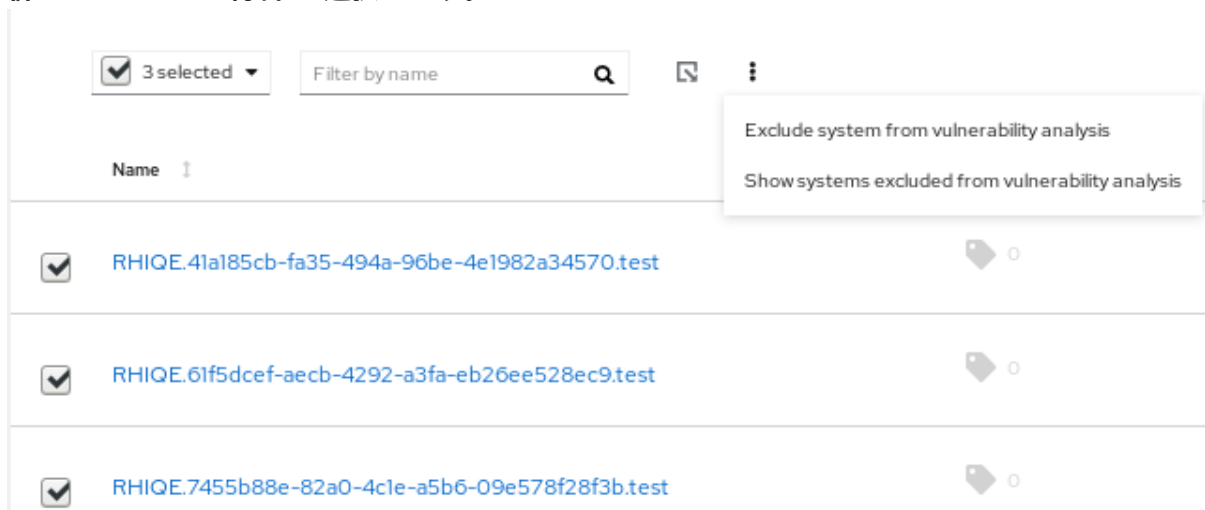 3 selected
Filter by name
Exclude system from vulnerability analysis
Show systems excluded from vulnerability analysis
Name
RHIQE.41a185cb-fa35-494a-96be-4e1982a34570.test
0
RHIQE.61f5dcef-aecb-4292-a3fa-eb26ee528ec9.test
0
RHIQE.7455b88e-82a0-4c1e-a5b6-09e578f28f3b.test
0